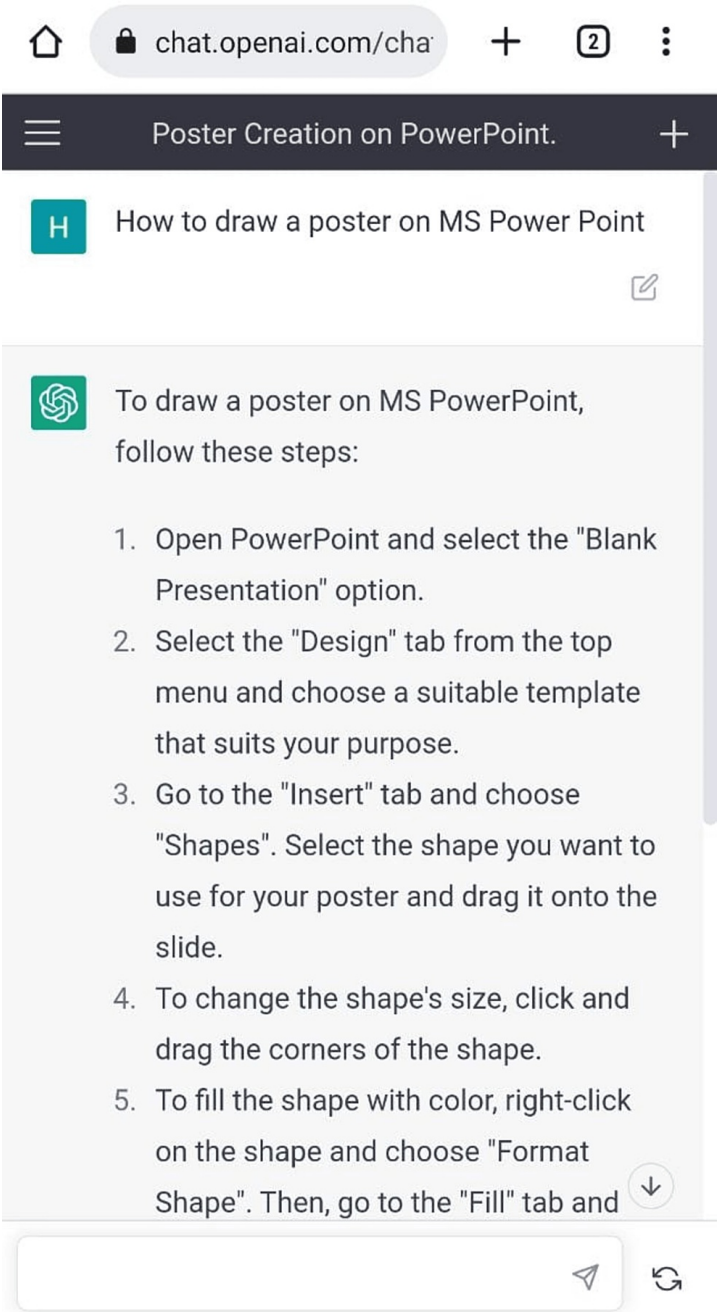 chat.openai.com/cha
2
Poster Creation on PowerPoint.
H
How to draw a poster on MS Power Point
To draw a poster on MS PowerPoint,
follow these steps:
1. Open PowerPoint and select the "Blank
Presentation" option.
2. Select the "Design" tab from the top
menu and choose a suitable template
that suits your purpose.
3. Go to the "Insert" tab and choose
"Shapes". Select the shape you want to
use for your poster and drag it onto the
slide.
4. To change the shape's size, click and
drag the corners of the shape.
5. To fill the shape with color, right-click
on the shape and choose "Format
Shape". Then, go to the "Fill" tab and